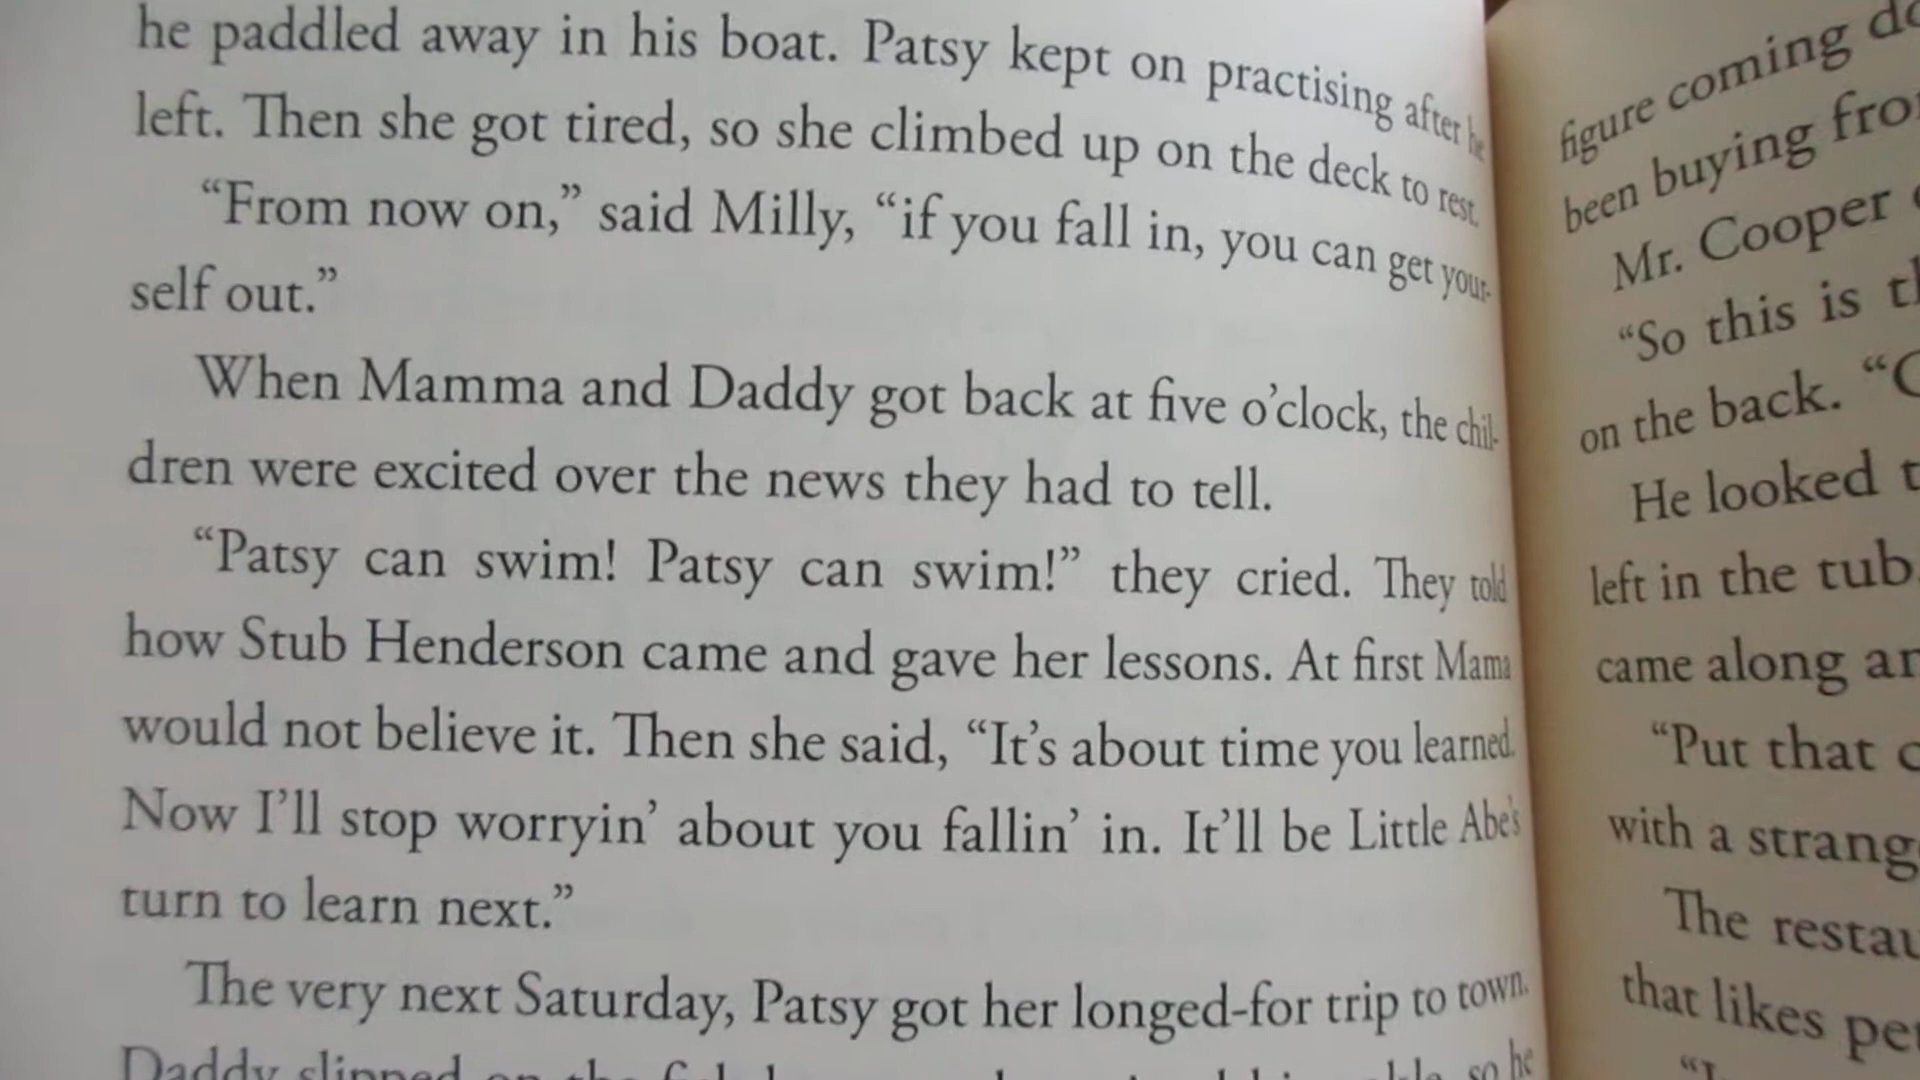 he paddled away in his boat. Patsy kept on practising after he
left. Then she got tired, so she climbed up on the deck to rest.
“From now on,” said Milly, “if you fall in, you can get your-
self out.”
When Mamma and Daddy got back at five o’clock, the chil-
dren were excited over the news they had to tell.
“Patsy can swim! Patsy can swim!” they cried. They told
how Stub Henderson came and gave her lessons. At first Mama
would not believe it. Then she said, “It’s about time you learned.
Now I’ll stop worryin’ about you fallin’ in. It’ll be Little Abe’s
turn to learn next.”
The very next Saturday, Patsy got her longed-for trip to town.
Daddy slipped on the so he
figure coming
been buying
Mr. Cooper
“So this is
on the back.
He looked
left in the tub
came along
“Put that
with a
The
that likes